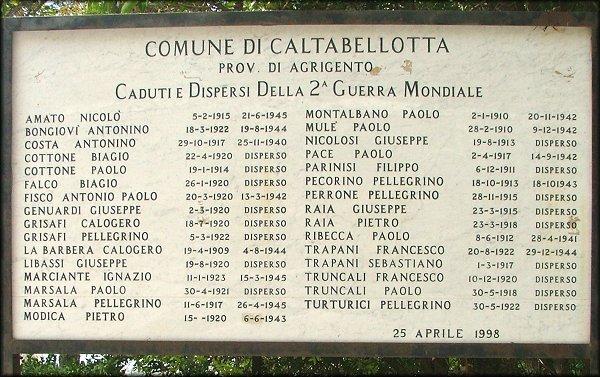 COMUNE DI CALTABELLOTTA
PROV. DI AGRIGENTO
CADUTI E DISPERSI DELLA 2A GUERRA MONDIALE
AMATO NICOLÒ 5-2-1915 21-6-1945
BONGIOVÌ ANTONINO 18-3-1922 19-8-1944
COSTA ANTONINO 29-10-1917 25-11-1940
COTTONE BIAGIO 22-4-1920 DISPERSO
COTTONE PAOLO 19-1-1914 DISPERSO
FALCO BIAGIO 26-1-1920 DISPERSO
FISCO ANTONIO PAOLO 20-3-1920 13-3-1942
GENUARDI GIUSEPPE 2-3-1920 DISPERSO
GRISAFI CALOGERO 18-7-1920 DISPERSO
GRISAFI PELLEGRINO 5-3-1922 DISPERSO
LA BARBERA CALOGERO 19-4-1909 4-8-1944
LIBASSI GIUSEPPE 19-8-1920 DISPERSO
MARCIANTE IGNAZIO 11-1-1923 15-3-1945
MARSALA PAOLO 30-4-1921 DISPERSO
MARSALA PELLEGRINO 11-6-1917 26-4-1945
MODICA PIETRO 15- -1920 6-6-1943
MONTALBANO PAOLO 2-1-1910 20-11-1942
MULÈ PAOLO 28-2-1910 9-12-1942
NICOLOSI GIUSEPPE 19-8-1913 DISPERSO
PACE PAOLO 2-4-1917 14-9-1942
PARINISI FILIPPO 6-12-1911 DISPERSO
PECORINO PELLEGRINO 18-10-1913 18-101943
PERRONE PELLEGRINO 28-11-1915 DISPERSO
RAIA GIUSEPPE 23-3-1915 DISPERSO
RAIA PIETRO 23-3-1918 DISPERSO
RIBECCA PAOLO 8-6-1912 28-4-1941
TRAPANI FRANCESCO 20-8-1922 29-12-1944
TRAPANI SEBASTIANO 1-3-1917 DISPERSO
TRUNCALI FRANCESCO 10-12-1920 DISPERSO
TRUNCALI PAOLO 30-5-1918 DISPERSO
TURTURICI PELLEGRINO 30-5-1922 DISPERSO
25 APRILE 1998